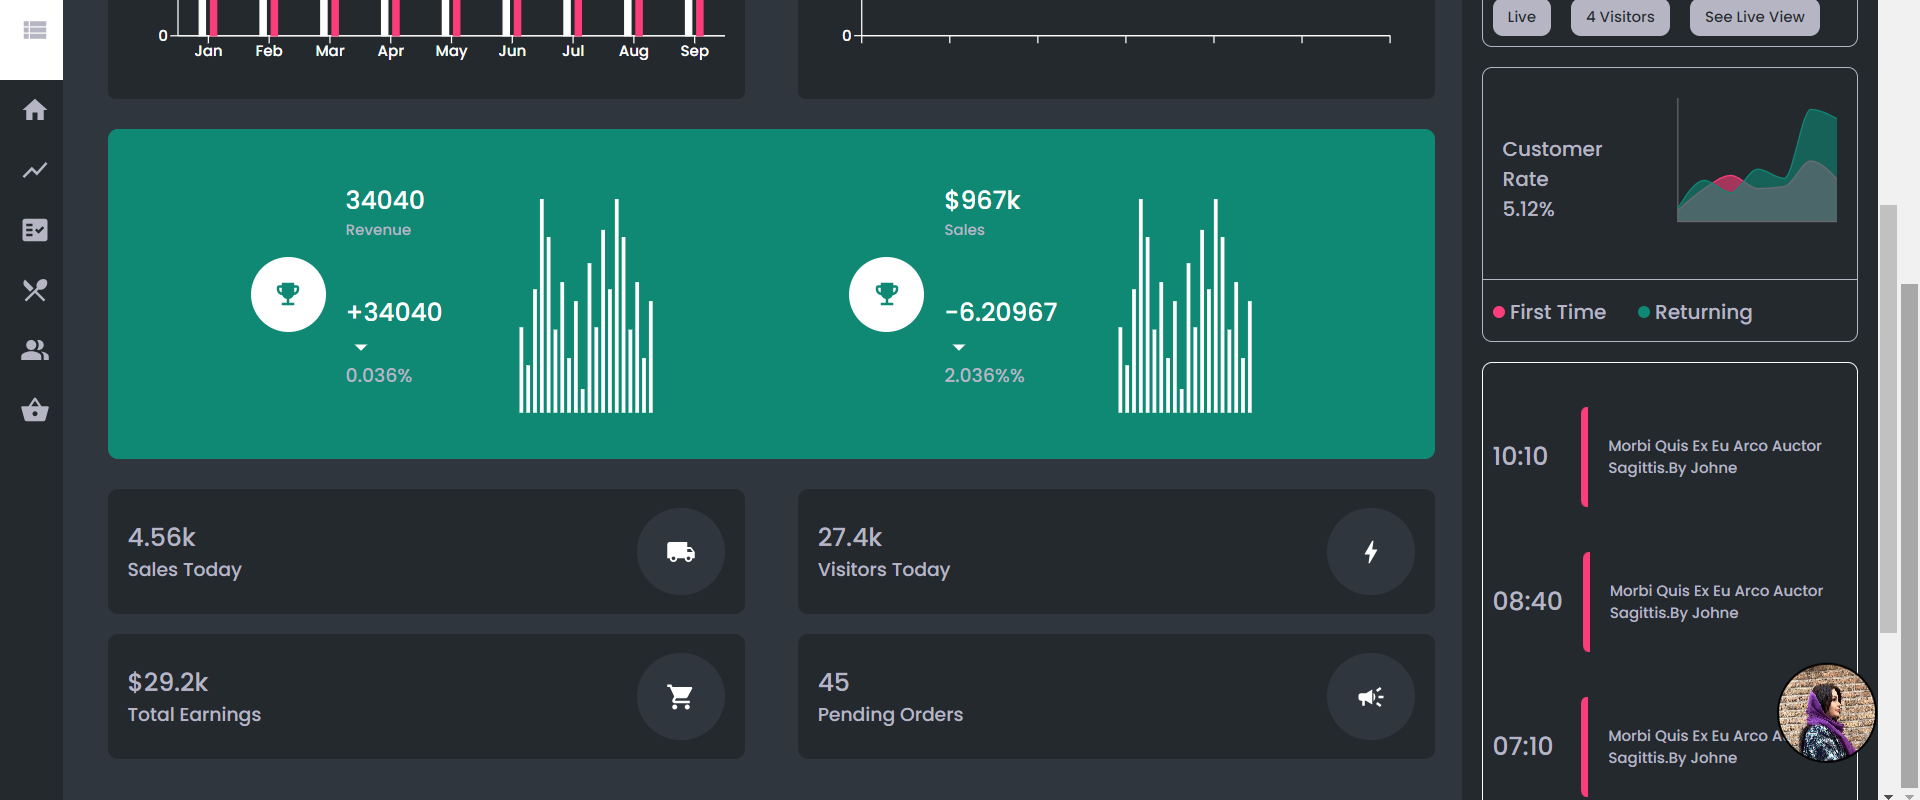 0
Jan Feb Mar Apr May Jun Jul Aug Sep
0
34040
Revenue
+34040
0.036%
$967k
Sales
-6.20967
2.036%%
4.56k
Sales Today
27.4k
Visitors Today
$29.2k
Total Earnings
45
Pending Orders
Live
4 Visitors
See Live View
Customer
Rate
5.12%
First Time
Returning
10:10
Morbi Quis Ex Eu Arco Auctor
Sagittis.By Johne
08:40
Morbi Quis Ex Eu Arco Auctor
Sagittis.By Johne
07:10
Morbi Quis Ex Eu Arco
Sagittis.By Johne